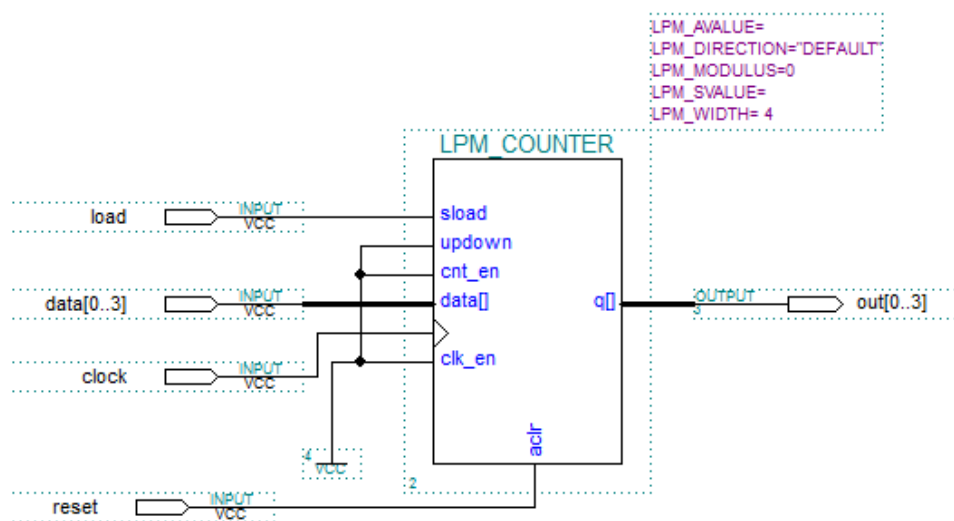 LPM_AVALUE=
LPM_DIRECTION="DEFAULT"
LPM_MODULUS=0
LPM_SVALUE=
LPM_WIDTH= 4
LPM_COUNTER
load
INPUT
VCC
sload
updown
cnt_en
data[0..3]
INPUT
VCC
data[]
q[]
OUTPUT
3
out[0..3]
clock
INPUT
VCC
clk_en
aclr
4
VCC
2
reset
INPUT
VCC